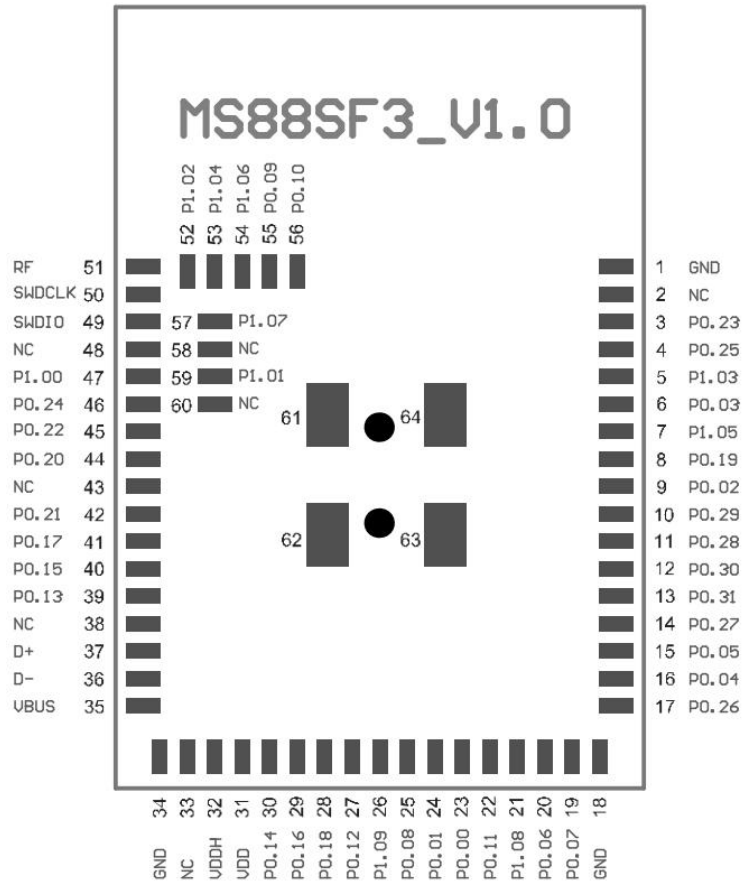 MS88SF3_V1.0
P1.02
P1.04
P1.06
P0.09
P0.10
52
53
54
55
56
RF 51
SWDCLK 50
SWDIO 49
NC 48
P1.00 47
P0.24 46
P0.22 45
P0.20 44
NC 43
P0.21 42
P0.17 41
P0.15 40
P0.13 39
NC 38
D+ 37
D- 36
VBUS 35
57 P1.07
58 NC
59 P1.01
60 NC
61
64
62
63
1 GND
2 NC
3 P0.23
4 P0.25
5 P1.03
6 P0.03
7 P1.05
8 P0.19
9 P0.02
10 P0.29
11 P0.28
12 P0.30
13 P0.31
14 P0.27
15 P0.05
16 P0.04
17 P0.26
34 GND
33 NC
32 VDDH
31 VDD
30 P0.14
29 P0.16
28 P0.18
27 P0.12
26 P1.09
25 P0.08
24 P0.01
23 P0.00
22 P0.11
21 P1.08
20 P0.06
19 P0.07
18 GND